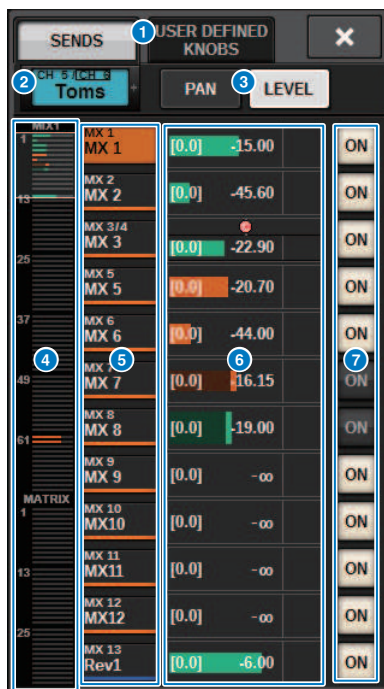 SENDS 1 USER DEFINED KNOBS
2 CH 5 / CH 6
Toms
PAN 3 LEVEL
MIX1
1
MX 1
MX 1 [0.0] -15.00 ON
MX 2
MX 2 [0.0] -45.60 ON
13
MX 3/4
MX 3 [0.0] -22.90 ON
25
MX 5
MX 5 [0.0] -20.70 ON
37
MX 6
MX 6 [0.0] -44.00 ON
4 5 6 7
49
MX 7
MX 7 [0.0] -16.15 ON
MX 8
MX 8 [0.0] -19.00 ON
61
MX 9
MX 9 [0.0] -∞ ON
MATRIX
1
MX 10
MX10 [0.0] -∞ ON
MX 11
MX11 [0.0] -∞ ON
13
MX 12
MX12 [0.0] -∞ ON
25
MX 13
Rev1 [0.0] -6.00 ON